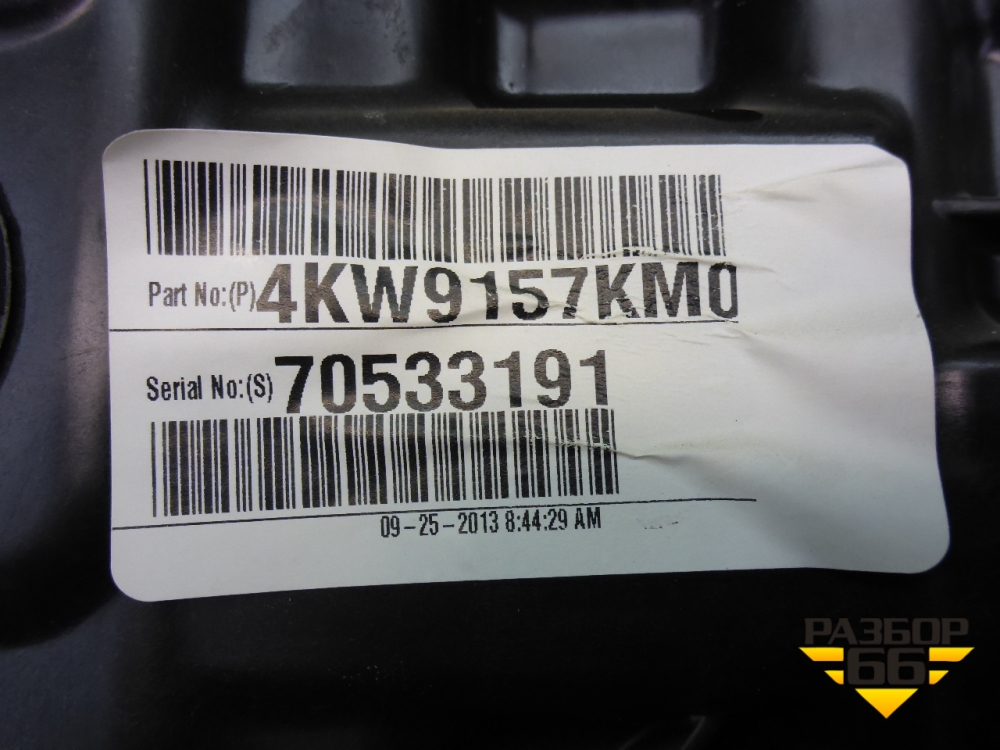 Part No:(P)4KW9157KM0
Serial No:(S) 70533191
09-25-2013 8:44:29 AM
РАЗБОР
66